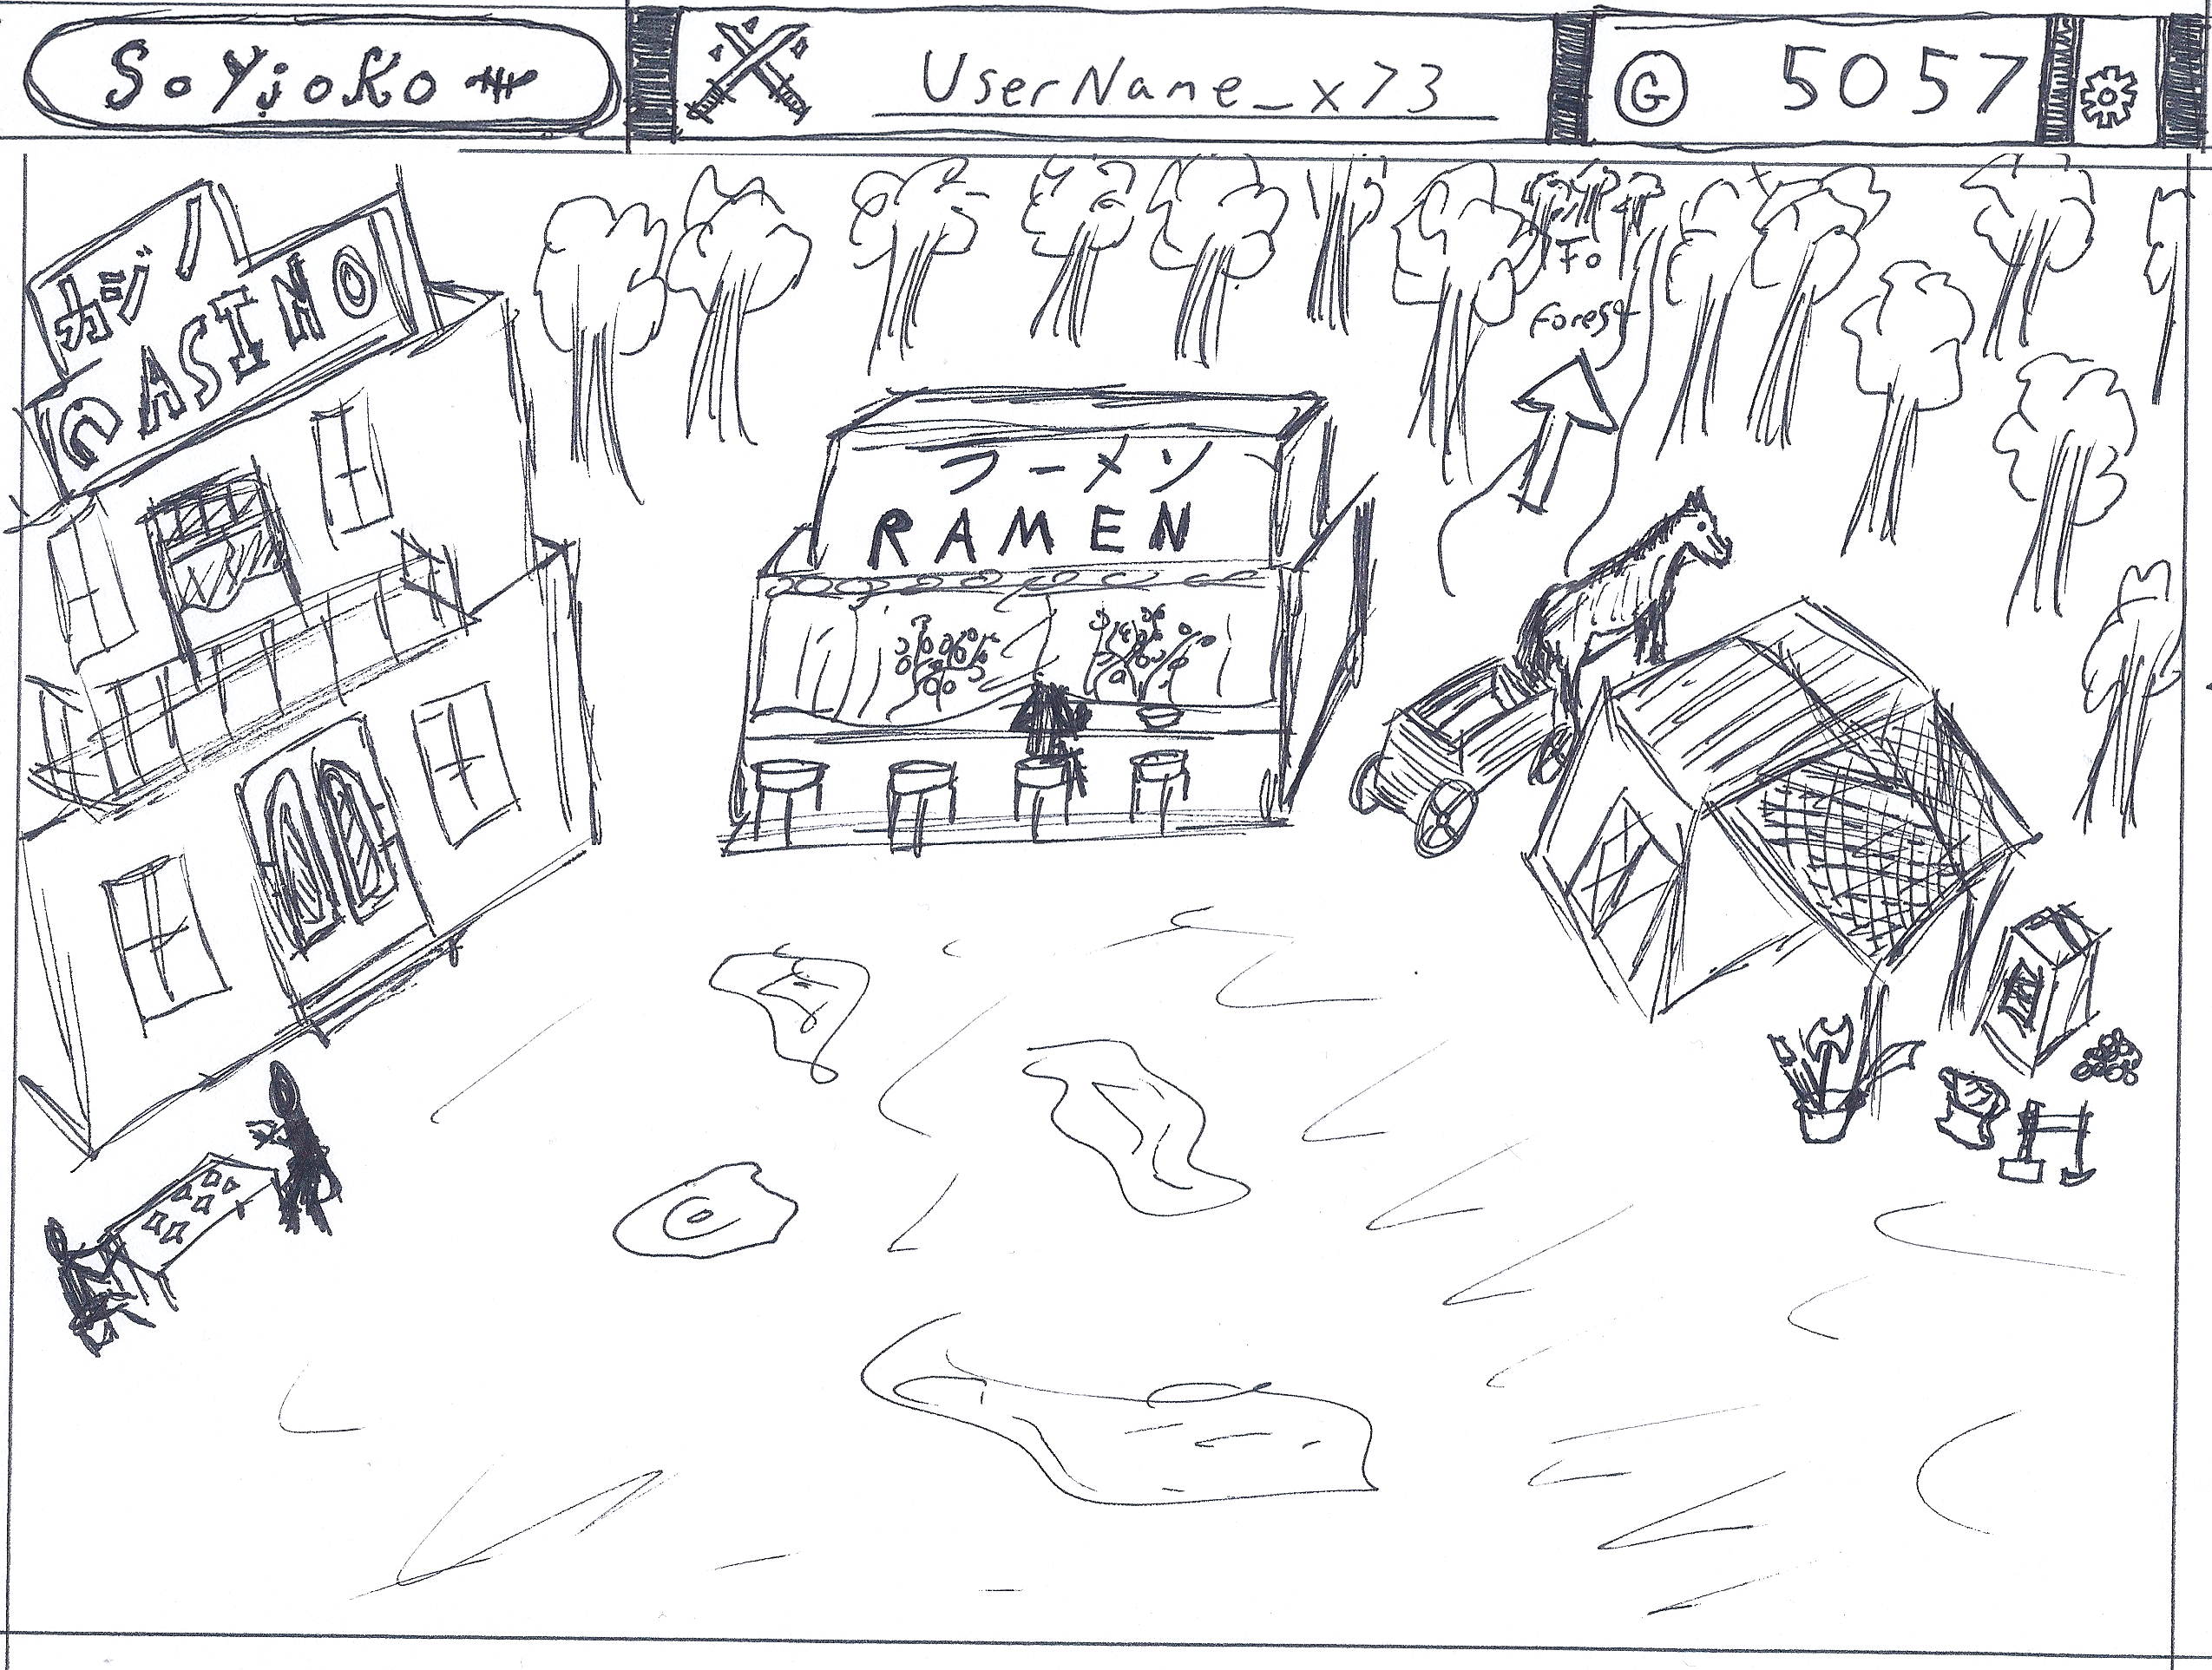 SoYjoKo
UserName_x73
G 5057
カジノ
CASINO
To
Forest
ラーメン
RAMEN